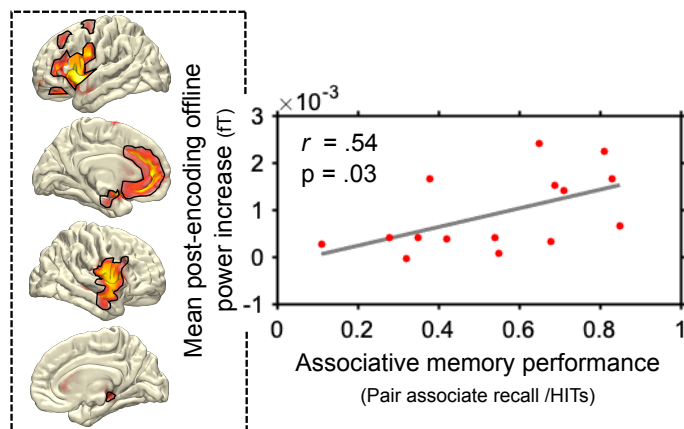 Mean post-encoding offline
power increase (fT)
×10⁻³
3
2
1
0
-1
r = .54
p = .03
0 0.2 0.4 0.6 0.8 1
Associative memory performance
(Pair associate recall /HITs)